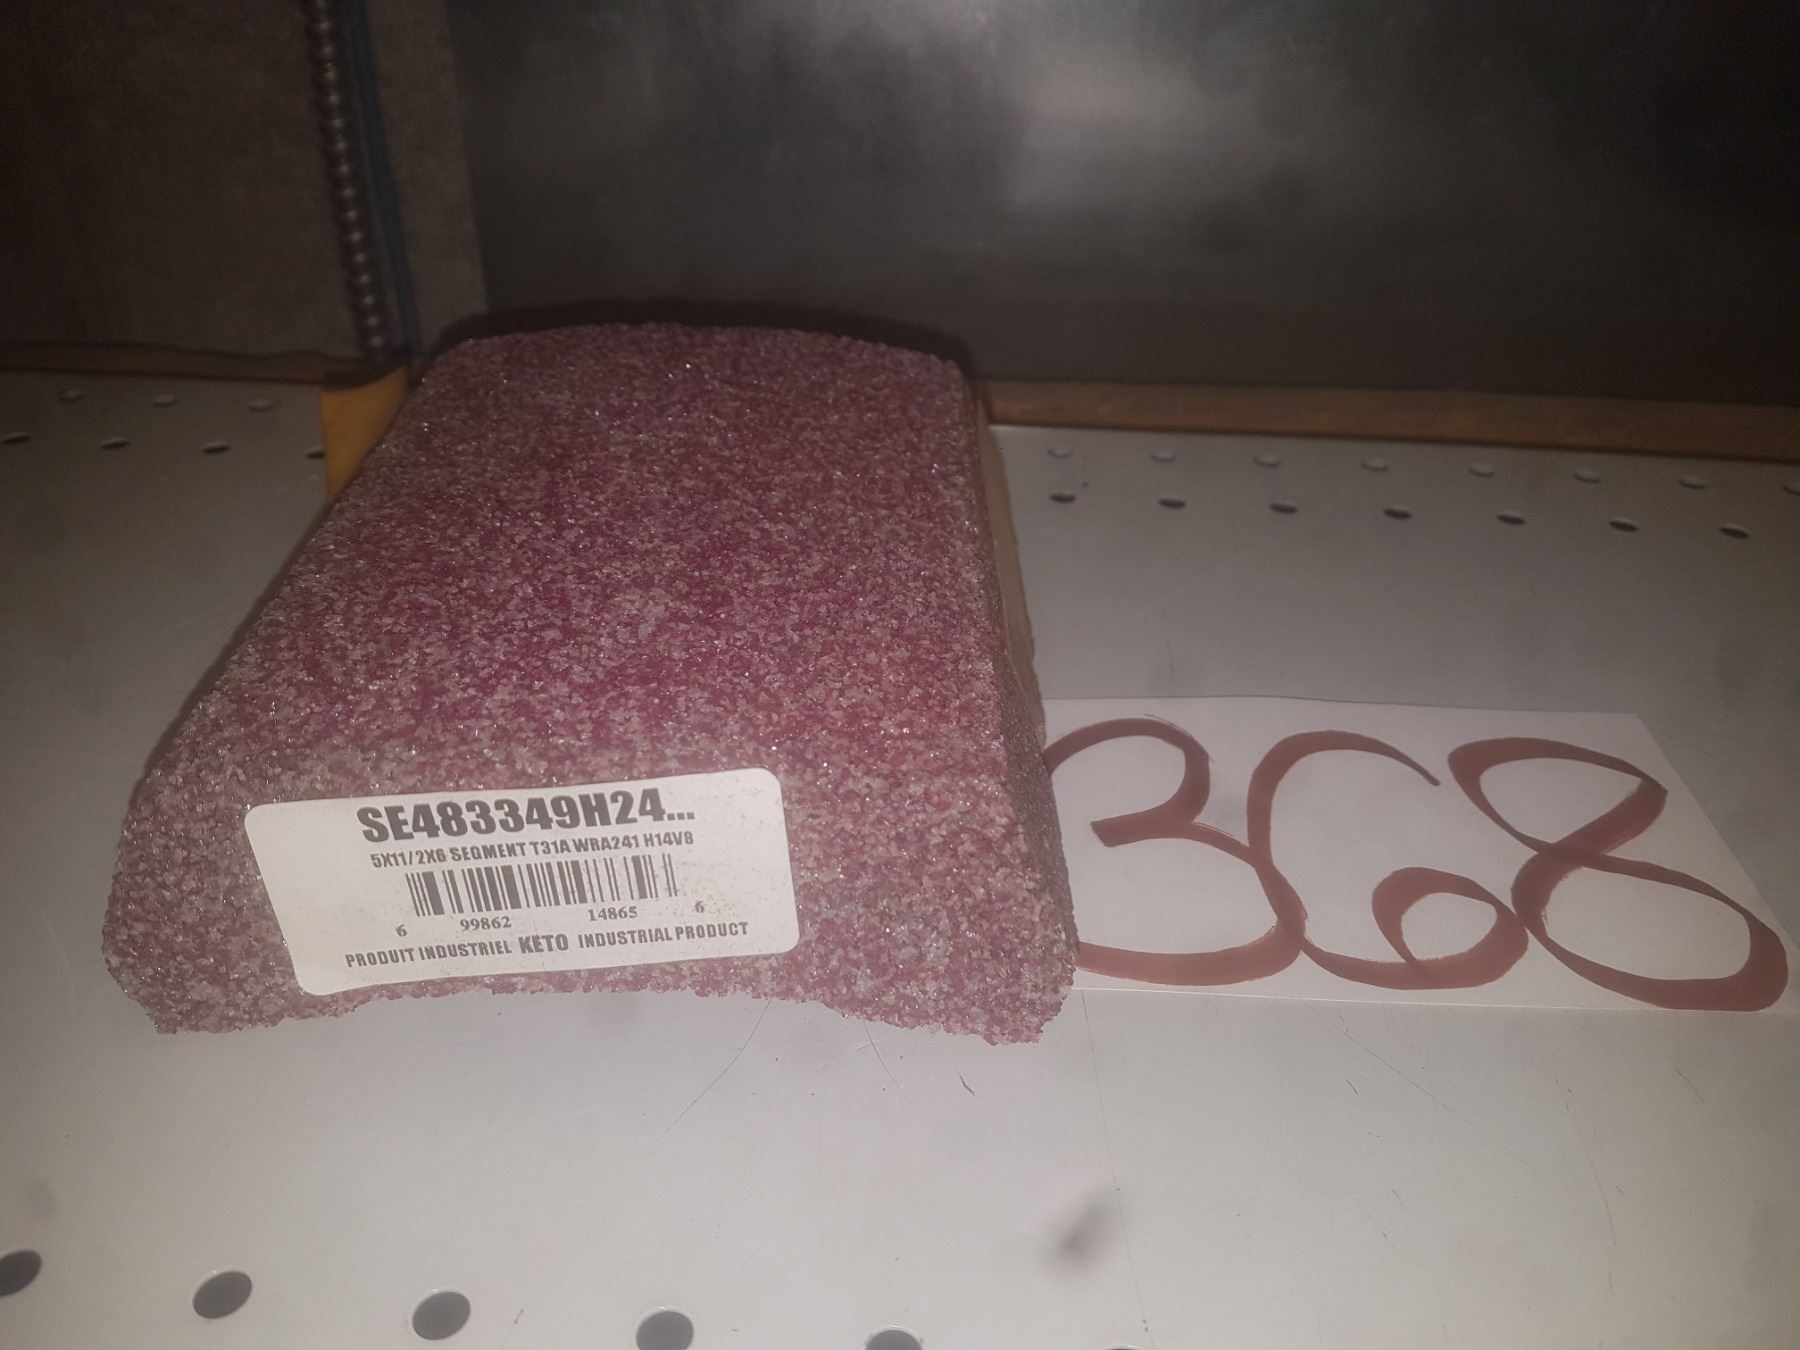 SE483349H24...
5X11/2X6 SEGMENT T31A WRA241 H14V8
6 99862 14865 6
PRODUIT INDUSTRIEL KETO INDUSTRIAL PRODUCT
368